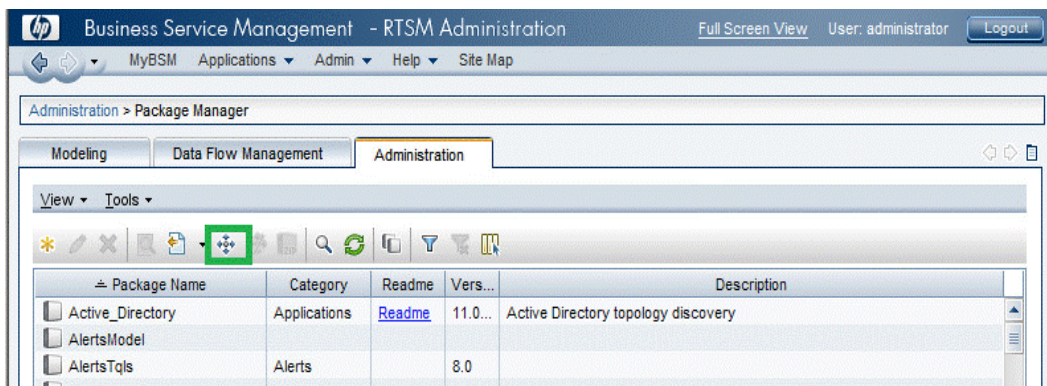 hp Business Service Management - RTSM Administration Full Screen View User: administrator Logout
MyBSM Applications Admin Help Site Map
Administration > Package Manager
Modeling Data Flow Management Administration
View Tools
Package Name Category Readme Vers... Description
Active_Directory Applications Readme 11.0... Active Directory topology discovery
AlertsModel
AlertsTqls Alerts 8.0